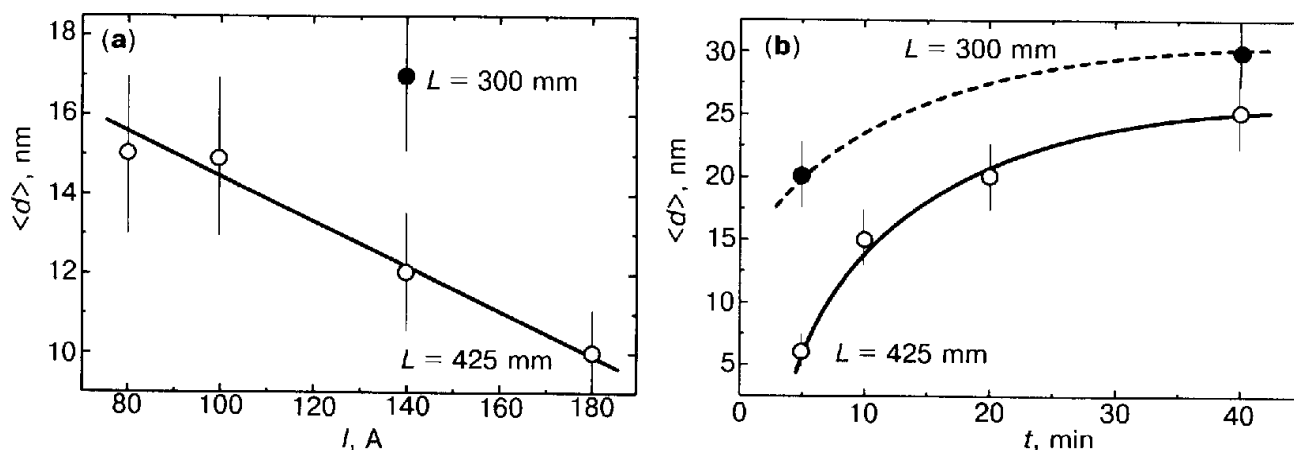 (a)
L = 300 mm
L = 425 mm
<d>, nm
18
16
14
12
10
80 100 120 140 160 180
I, A
(b)
L = 300 mm
L = 425 mm
<d>, nm
30
25
20
15
10
5
0 10 20 30 40
t, min